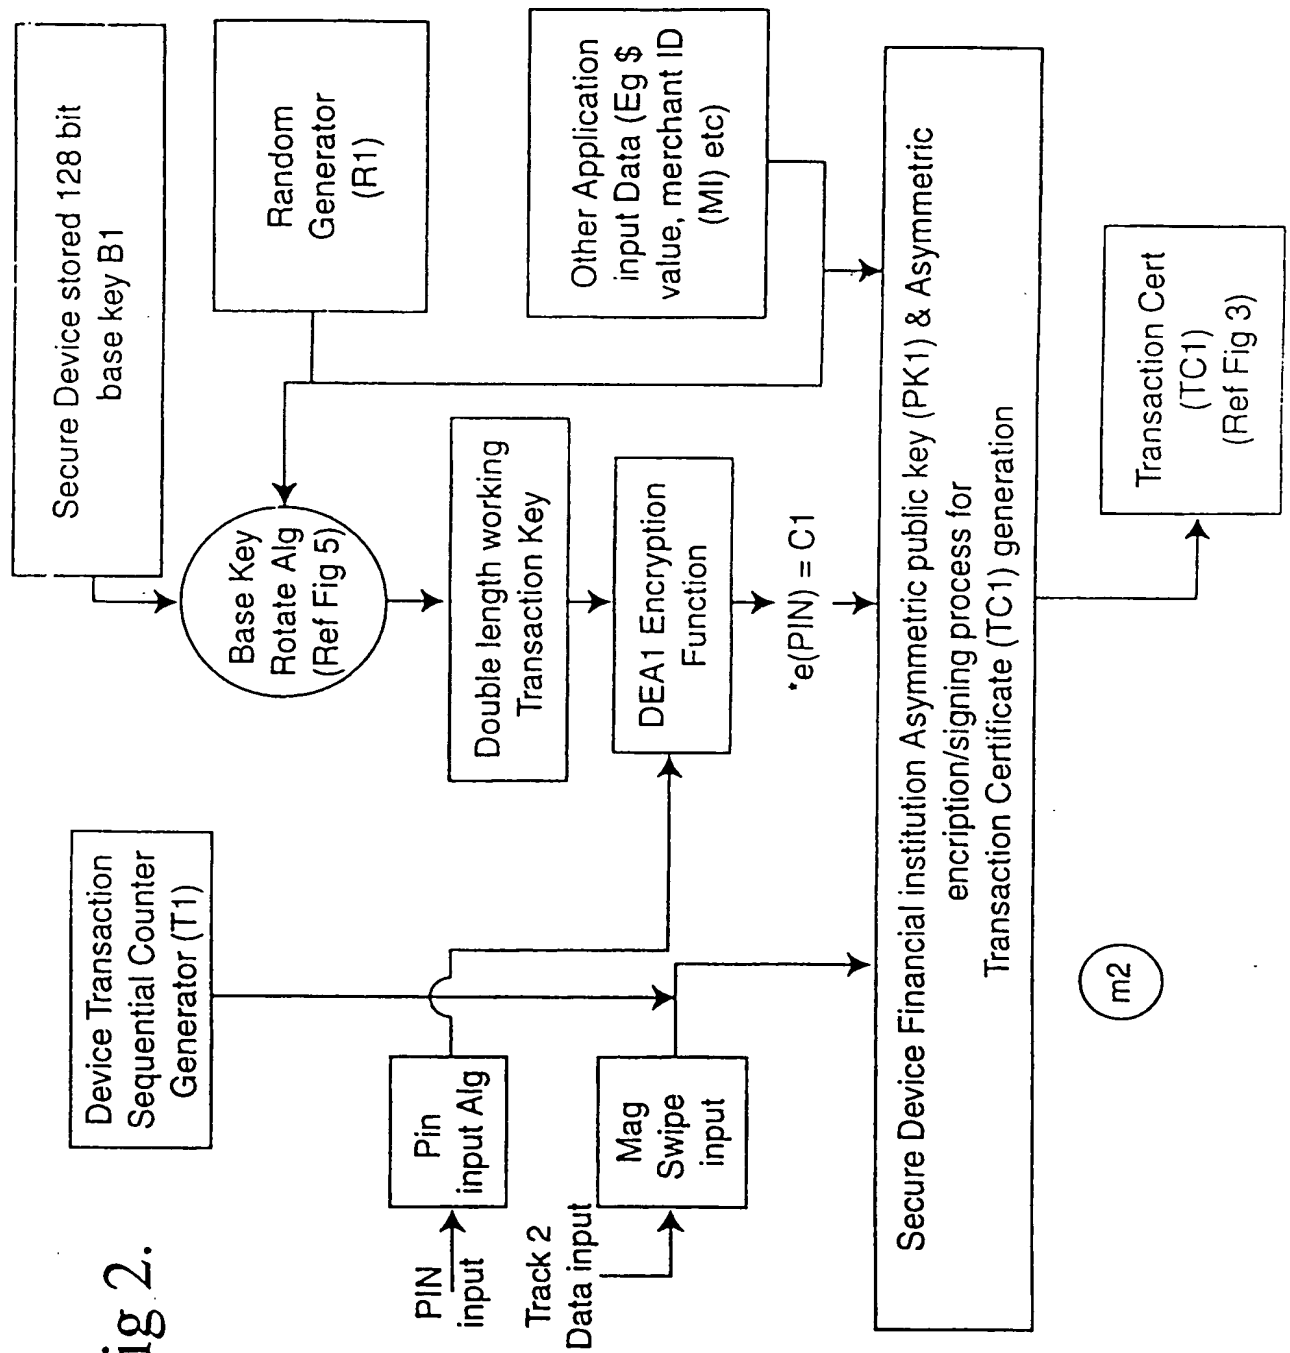 ig 2.
Secure Device stored 128 bit
base key B1
Random
Generator
(R1)
Other Application
input Data (Eg $
value, merchant ID
(MI) etc)
Base Key
Rotate Alg
(Ref Fig 5)
Double length working
Transaction Key
DEA1 Encryption
Function
*e(PIN) = C1
Device Transaction
Sequential Counter
Generator (T1)
PIN
input
Pin
input Alg
Track 2
Data input
Mag
Swipe
input
Secure Device Financial institution Asymmetric public key (PK1) & Asymmetric
encription/signing process for
Transaction Certificate (TC1) generation
Transaction Cert
(TC1)
(Ref Fig 3)
m2